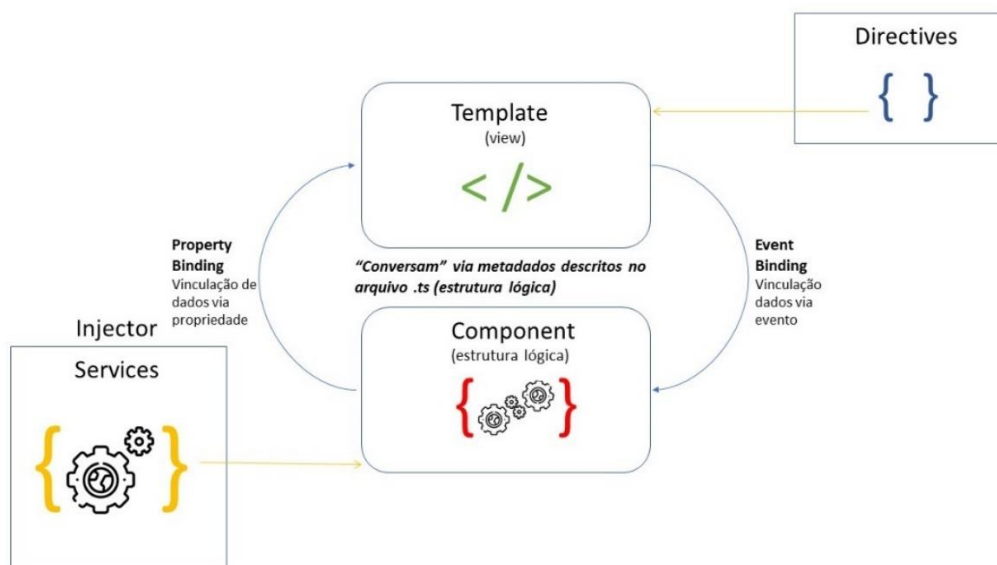 Directives
{ }
Template
(view)
< />
Property
Binding
Vinculação de
dados via
propriedade
"Conversam" via metadados descritos no
arquivo .ts (estrutura lógica)
Event
Binding
Vinculação
dados via
evento
Component
(estrutura lógica)
{ }
Injector
Services
{ }